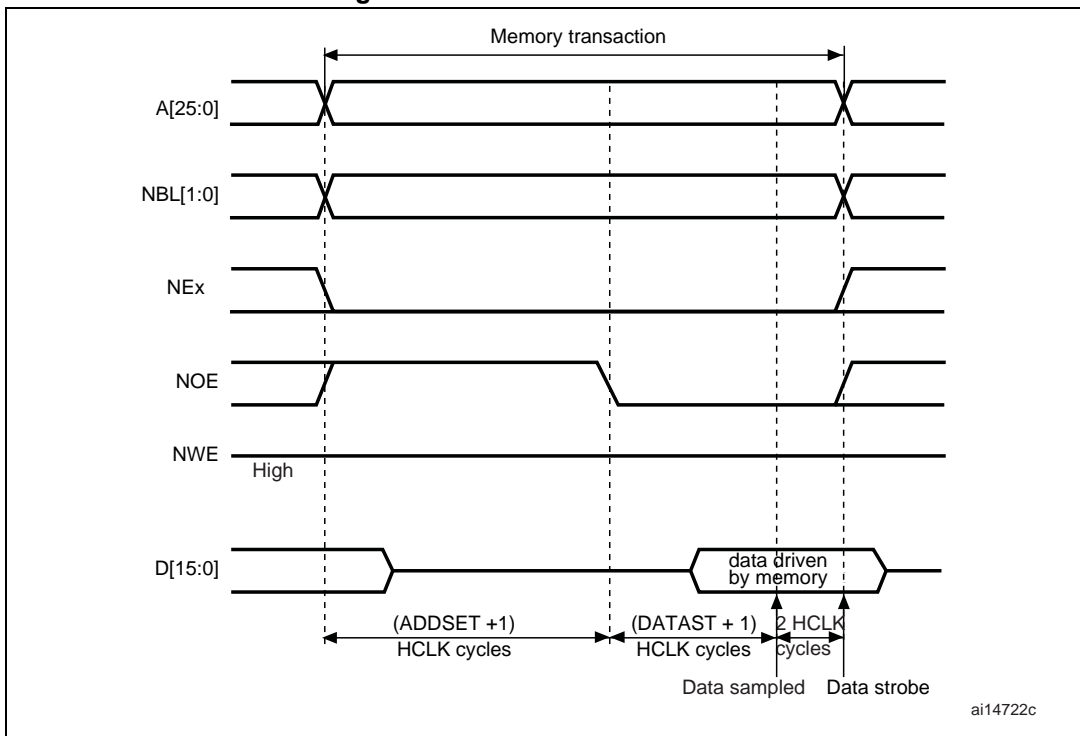 Memory transaction
A[25:0]
NBL[1:0]
NEx
NOE
NWE
High
D[15:0]
data driven
by memory
(ADDSET +1)
HCLK cycles
(DATAST + 1)
HCLK cycles
2 HCLK
cycles
Data sampled
Data strobe
ai14722c